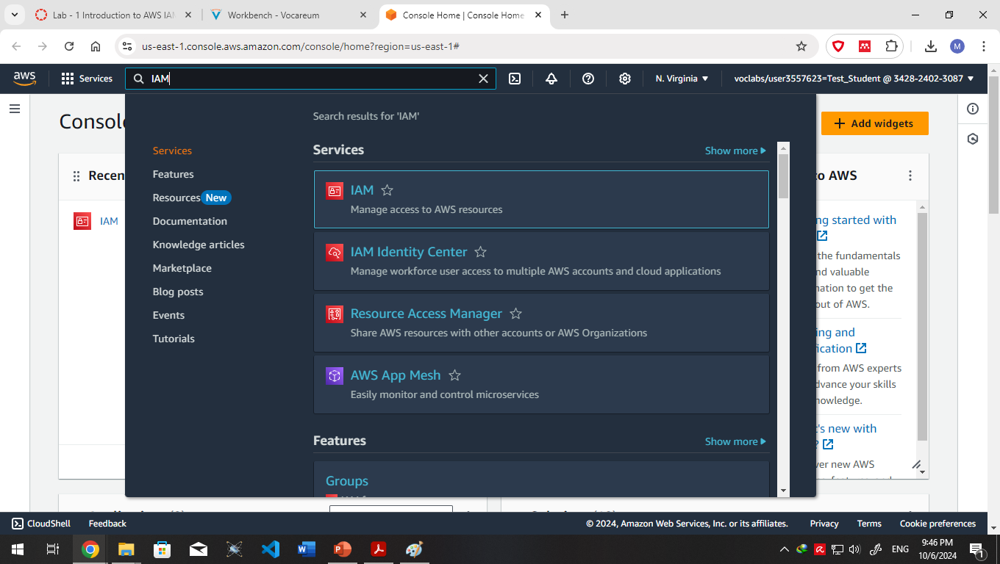 Lab - 1 Introduction to AWS IAM
Workbench - Vocareum
Console Home | Console Home
us-east-1.console.aws.amazon.com/console/home?region=us-east-1#
M
aws
Services
IAM
N. Virginia
voclabs/user3557623=Test_Student @ 3428-2402-3087
Console
Add widgets
Search results for 'IAM'
Services
Features
Resources New
Documentation
Knowledge articles
Marketplace
Blog posts
Events
Tutorials
Services
Show more
IAM
Manage access to AWS resources
IAM Identity Center
Manage workforce user access to multiple AWS accounts and cloud applications
Resource Access Manager
Share AWS resources with other accounts or AWS Organizations
AWS App Mesh
Easily monitor and control microservices
Features
Show more
Groups
Recen
IAM
to AWS
ng started with
the fundamentals
nd valuable
mation to get the
out of AWS.
ing and
fication
from AWS experts
dvance your skills
nowledge.
's new with
?
ver new AWS
CloudShell
Feedback
© 2024, Amazon Web Services, Inc. or its affiliates.
Privacy
Terms
Cookie preferences
ENG
9:46 PM
10/6/2024
1